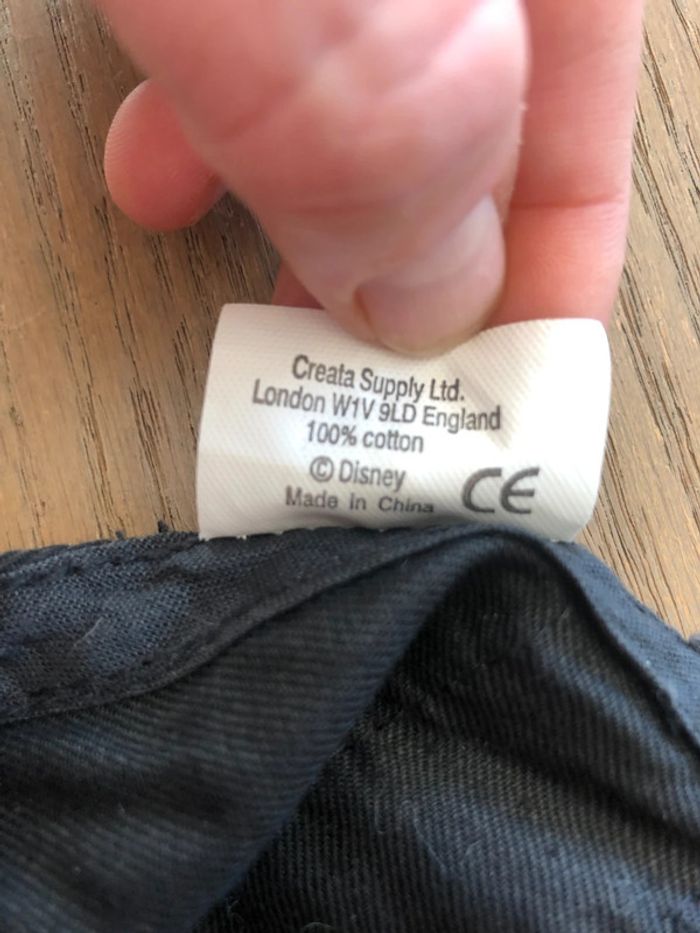 Creata Supply Ltd.
London W1V 9LD England
100% cotton
© Disney
Made in China
CE